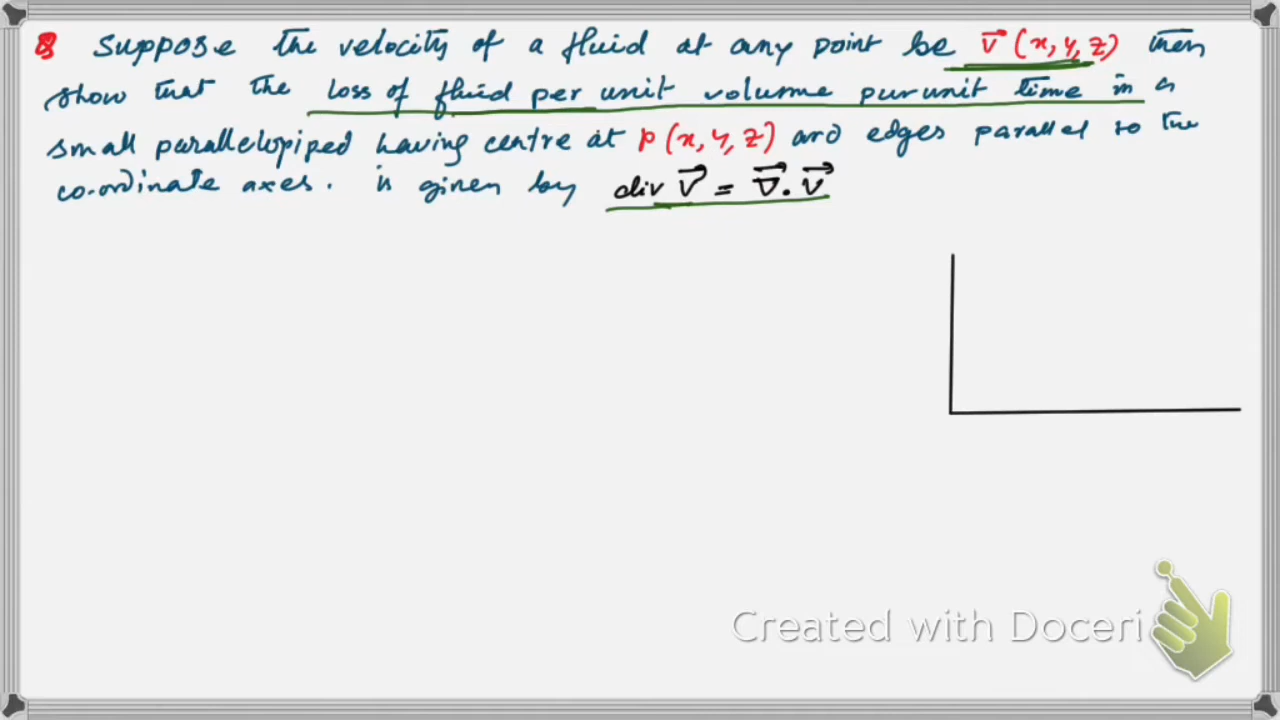 Q Suppose the velocity of a fluid at any point be v⃗ (x, y, z) then
show that the loss of fluid per unit volume pur unit time in a
small parallelopiped having centre at P(x, y, z) and edges parallel to the
co-ordinate axes. is given by div v⃗ = ∇⃗ . v⃗
Created with Doceri